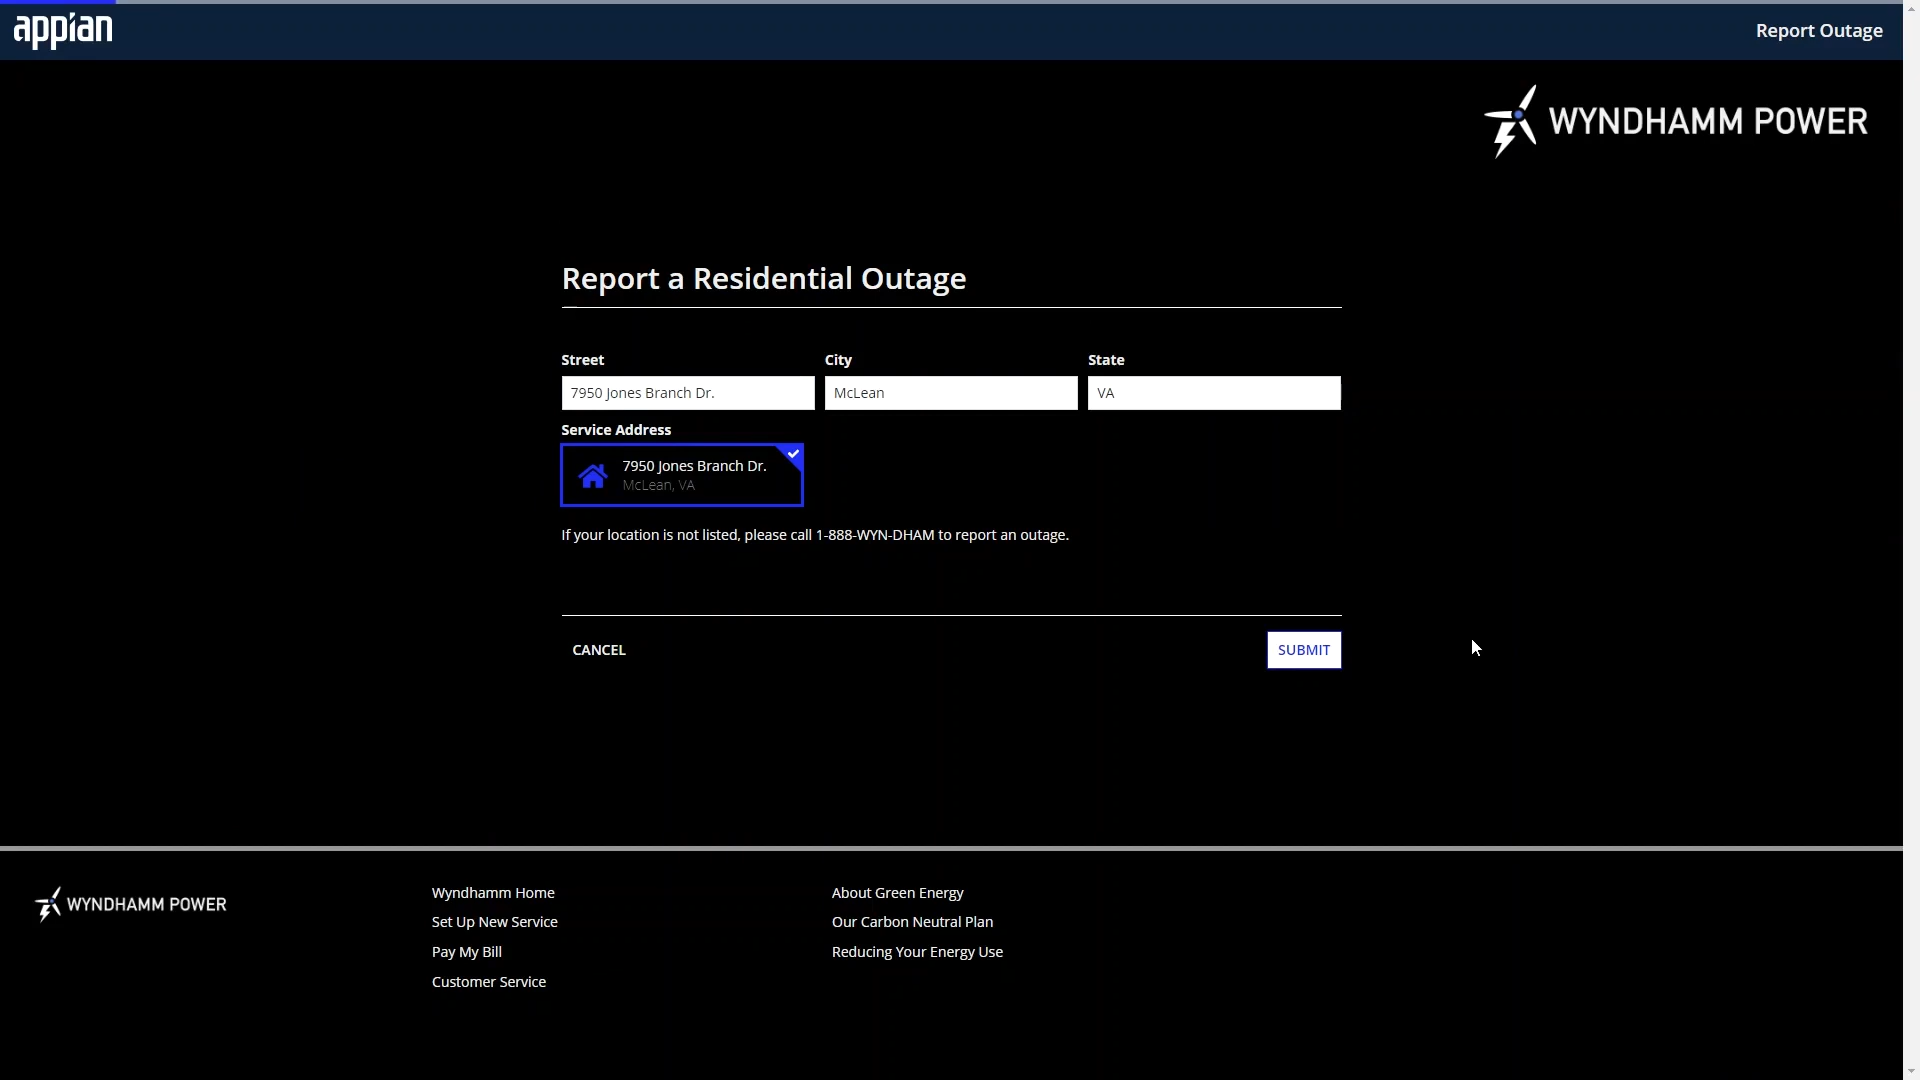 appian
Report Outage
WYNDHAMM POWER
Report a Residential Outage
Street
City
State
7950 Jones Branch Dr.
McLean
VA
Service Address
7950 Jones Branch Dr.
McLean, VA
If your location is not listed, please call 1-888-WYN-DHAM to report an outage.
CANCEL
SUBMIT
WYNDHAMM POWER
Wyndhamm Home
Set Up New Service
Pay My Bill
Customer Service
About Green Energy
Our Carbon Neutral Plan
Reducing Your Energy Use